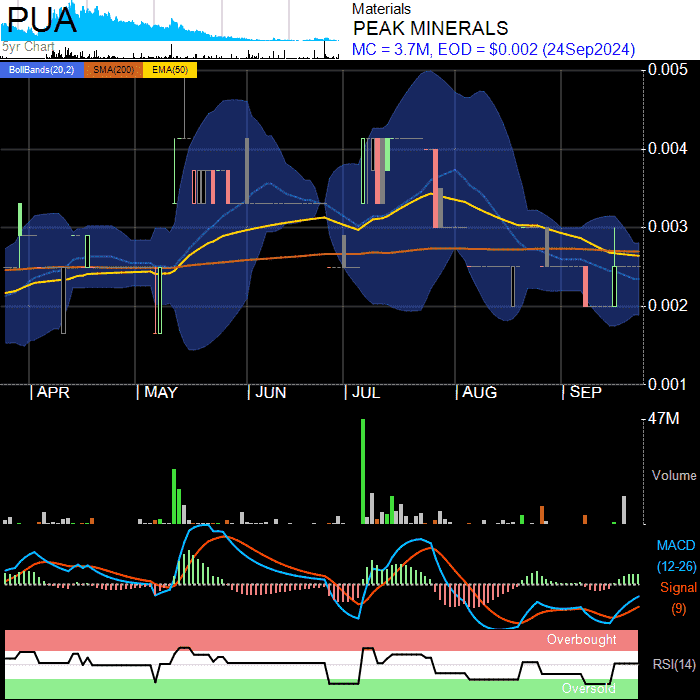 PUA
5yr Chart
Materials
PEAK MINERALS
MC = 3.7M, EOD = $0.002 (24Sep2024)
BollBands(20,2) SMA(200) EMA(50)
0.005
0.004
0.003
0.002
0.001
APR MAY JUN JUL AUG SEP
47M
Volume
MACD
(12-26)
Signal
(9)
Overbought
RSI(14)
Oversold